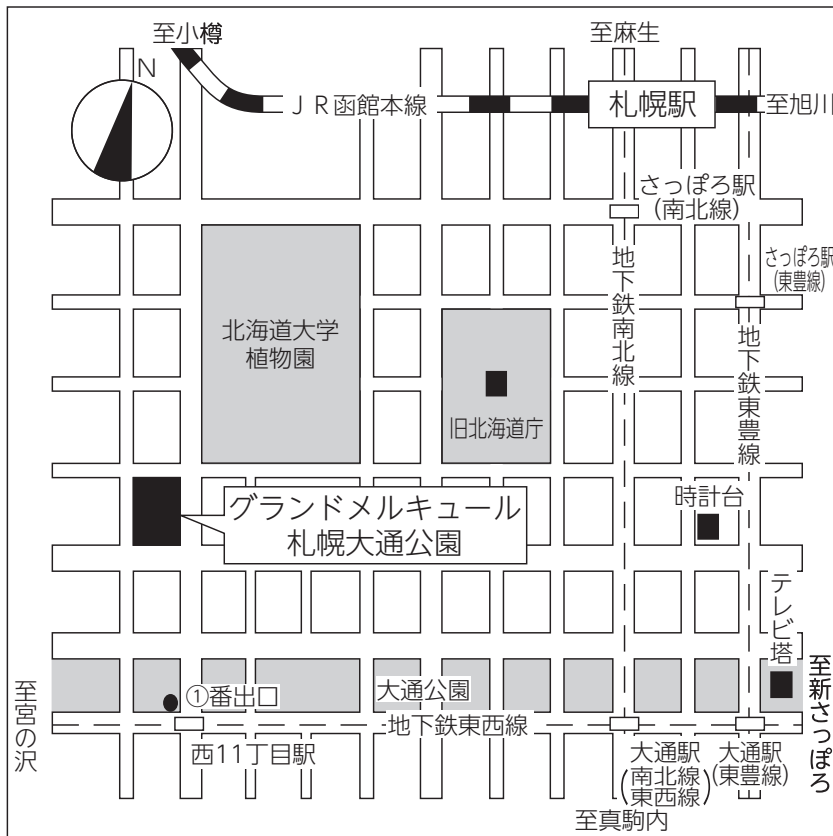 至小樽
至麻生
N
ＪＲ函館本線
札幌駅
至旭川
さっぽろ駅
(南北線)
さっぽろ駅
(東豊線)
地下鉄南北線
地下鉄東豊線
北海道大学
植物園
旧北海道庁
時計台
グランドメルキュール
札幌大通公園
テレビ塔
至新さっぽろ
至宮の沢
①番出口
大通公園
地下鉄東西線
西11丁目駅
大通駅
(南北線
東西線)
大通駅
(東豊線)
至真駒内